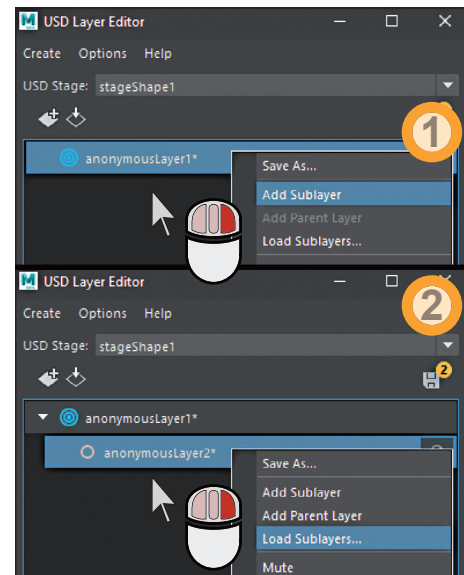 M USD Layer Editor
Create Options Help
USD Stage: stageShape1
1
anonymousLayer1*
Save As...
Add Sublayer
Add Parent Layer
Load Sublayers...
M USD Layer Editor
2
Create Options Help
USD Stage: stageShape1
2
anonymousLayer1*
anonymousLayer2*
Save As...
Add Sublayer
Add Parent Layer
Load Sublayers...
Mute